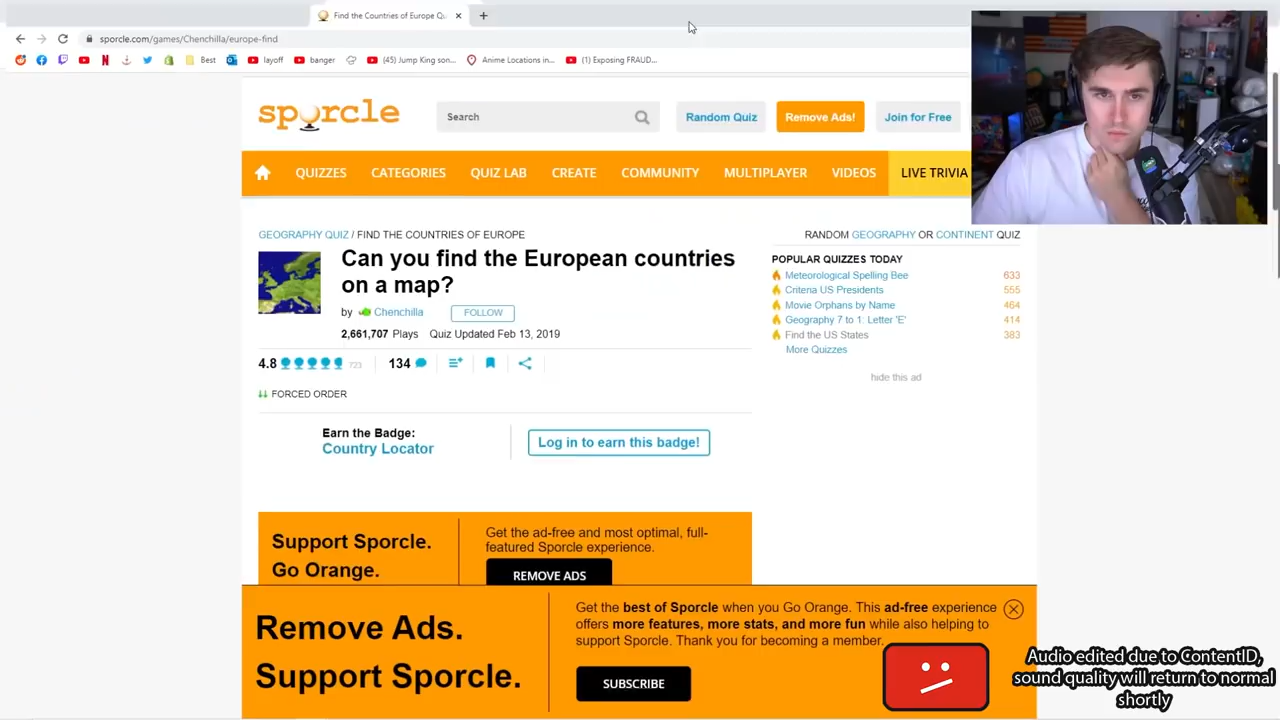 Find the Countries of Europe Qu
sporcle.com/games/Chenchilla/europe-find
Best
layoff
banger
(45) Jump King son...
Anime Locations in...
(1) Exposing FRAUD...
sporcle
Search
Random Quiz
Remove Ads!
Join for Free
QUIZZES
CATEGORIES
QUIZ LAB
CREATE
COMMUNITY
MULTIPLAYER
VIDEOS
LIVE TRIVIA
GEOGRAPHY QUIZ / FIND THE COUNTRIES OF EUROPE
Can you find the European countries
on a map?
by Chenchilla
FOLLOW
2,661,707 Plays Quiz Updated Feb 13, 2019
4.8 723 134
FORCED ORDER
Earn the Badge:
Country Locator
Log in to earn this badge!
RANDOM GEOGRAPHY OR CONTINENT QUIZ
POPULAR QUIZZES TODAY
Meteorological Spelling Bee 633
Criteria US Presidents 555
Movie Orphans by Name 464
Geography 7 to 1: Letter 'E' 414
Find the US States 383
More Quizzes
hide this ad
Support Sporcle.
Go Orange.
Get the ad-free and most optimal, full-
featured Sporcle experience.
REMOVE ADS
Remove Ads.
Support Sporcle.
Get the best of Sporcle when you Go Orange. This ad-free experience
offers more features, more stats, and more fun while also helping to
support Sporcle. Thank you for becoming a member.
SUBSCRIBE
Audio edited due to ContentID,
sound quality will return to normal
shortly